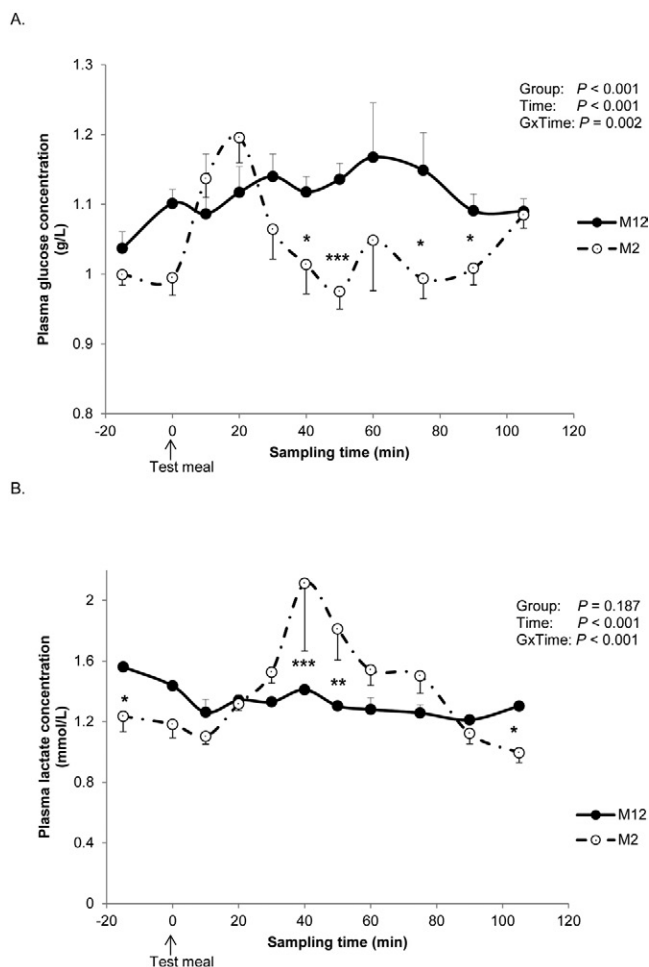 A.
1.3
1.2
1.1
1
0.9
0.8
Plasma glucose concentration
(g/L)
Group: P < 0.001
Time: P < 0.001
GxTime: P = 0.002
M12
M2
* *** * *
-20 0 20 40 60 80 100 120
Test meal
Sampling time (min)
B.
2
1.6
1.2
0.8
0.4
0
Plasma lactate concentration
(mmol/L)
Group: P = 0.187
Time: P < 0.001
GxTime: P < 0.001
* *** ** *
M12
M2
-20 0 20 40 60 80 100 120
Test meal
Sampling time (min)